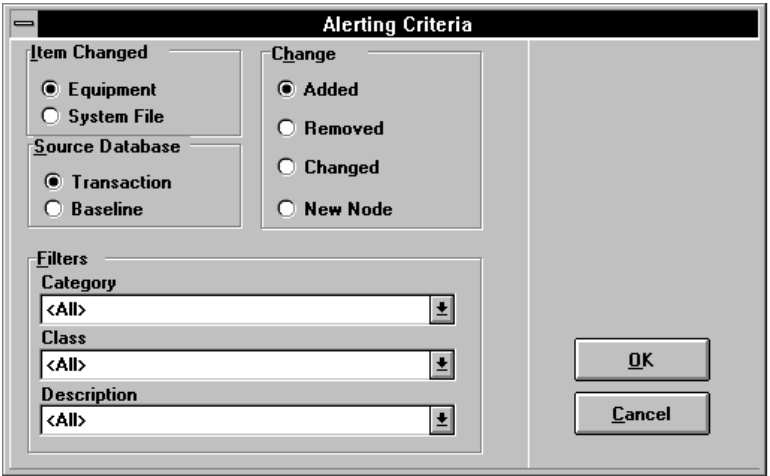 Alerting Criteria
Item Changed
Equipment
System File
Source Database
Transaction
Baseline
Change
Added
Removed
Changed
New Node
Filters
Category
<All>
Class
<All>
Description
<All>
OK
Cancel